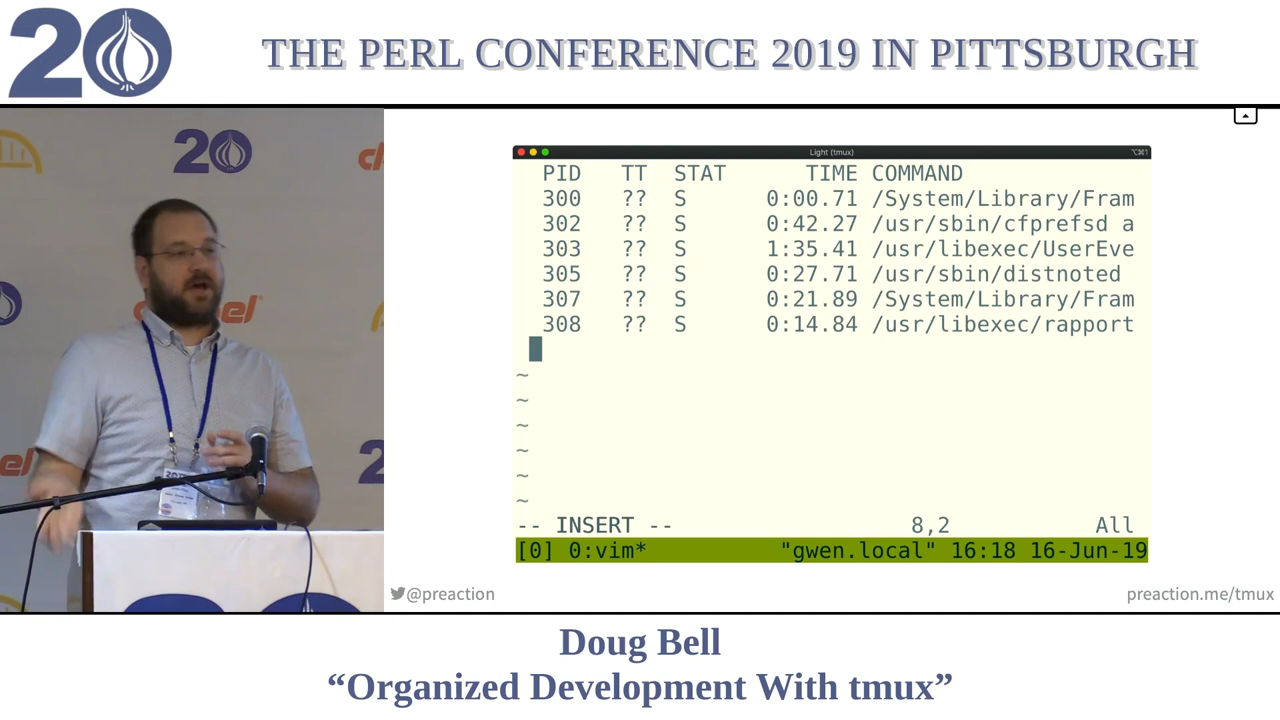 20
THE PERL CONFERENCE 2019 IN PITTSBURGH
20
Light (tmux)
PID TT STAT TIME COMMAND
300 ?? S 0:00.71 /System/Library/Fram
302 ?? S 0:42.27 /usr/sbin/cfprefsd a
303 ?? S 1:35.41 /usr/libexec/UserEve
305 ?? S 0:27.71 /usr/sbin/distnoted
307 ?? S 0:21.89 /System/Library/Fram
308 ?? S 0:14.84 /usr/libexec/rapport
~
~
~
~
~
~
-- INSERT -- 8,2 All
[0] 0:vim* "gwen.local" 16:18 16-Jun-19
@preaction
preaction.me/tmux
Doug Bell
“Organized Development With tmux”